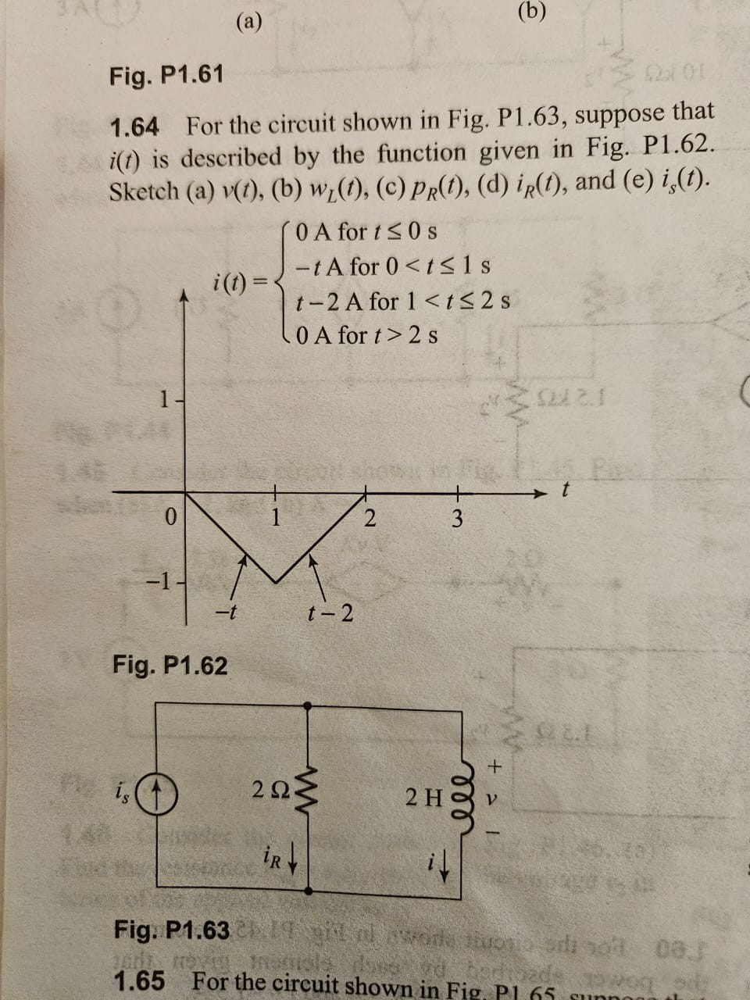 (a) (b)
Fig. P1.61
1.64 For the circuit shown in Fig. P1.63, suppose that
i(t) is described by the function given in Fig. P1.62.
Sketch (a) v(t), (b) w_L(t), (c) p_R(t), (d) i_R(t), and (e) i_s(t).
i(t) =
0 A for t ≤ 0 s
−t A for 0 < t ≤ 1 s
t − 2 A for 1 < t ≤ 2 s
0 A for t > 2 s
1
t
0 1 2 3
−1
−t t − 2
Fig. P1.62
i_s 2 Ω 2 H + v −
i_R i
Fig. P1.63
1.65 For the circuit shown in Fig. P1.65